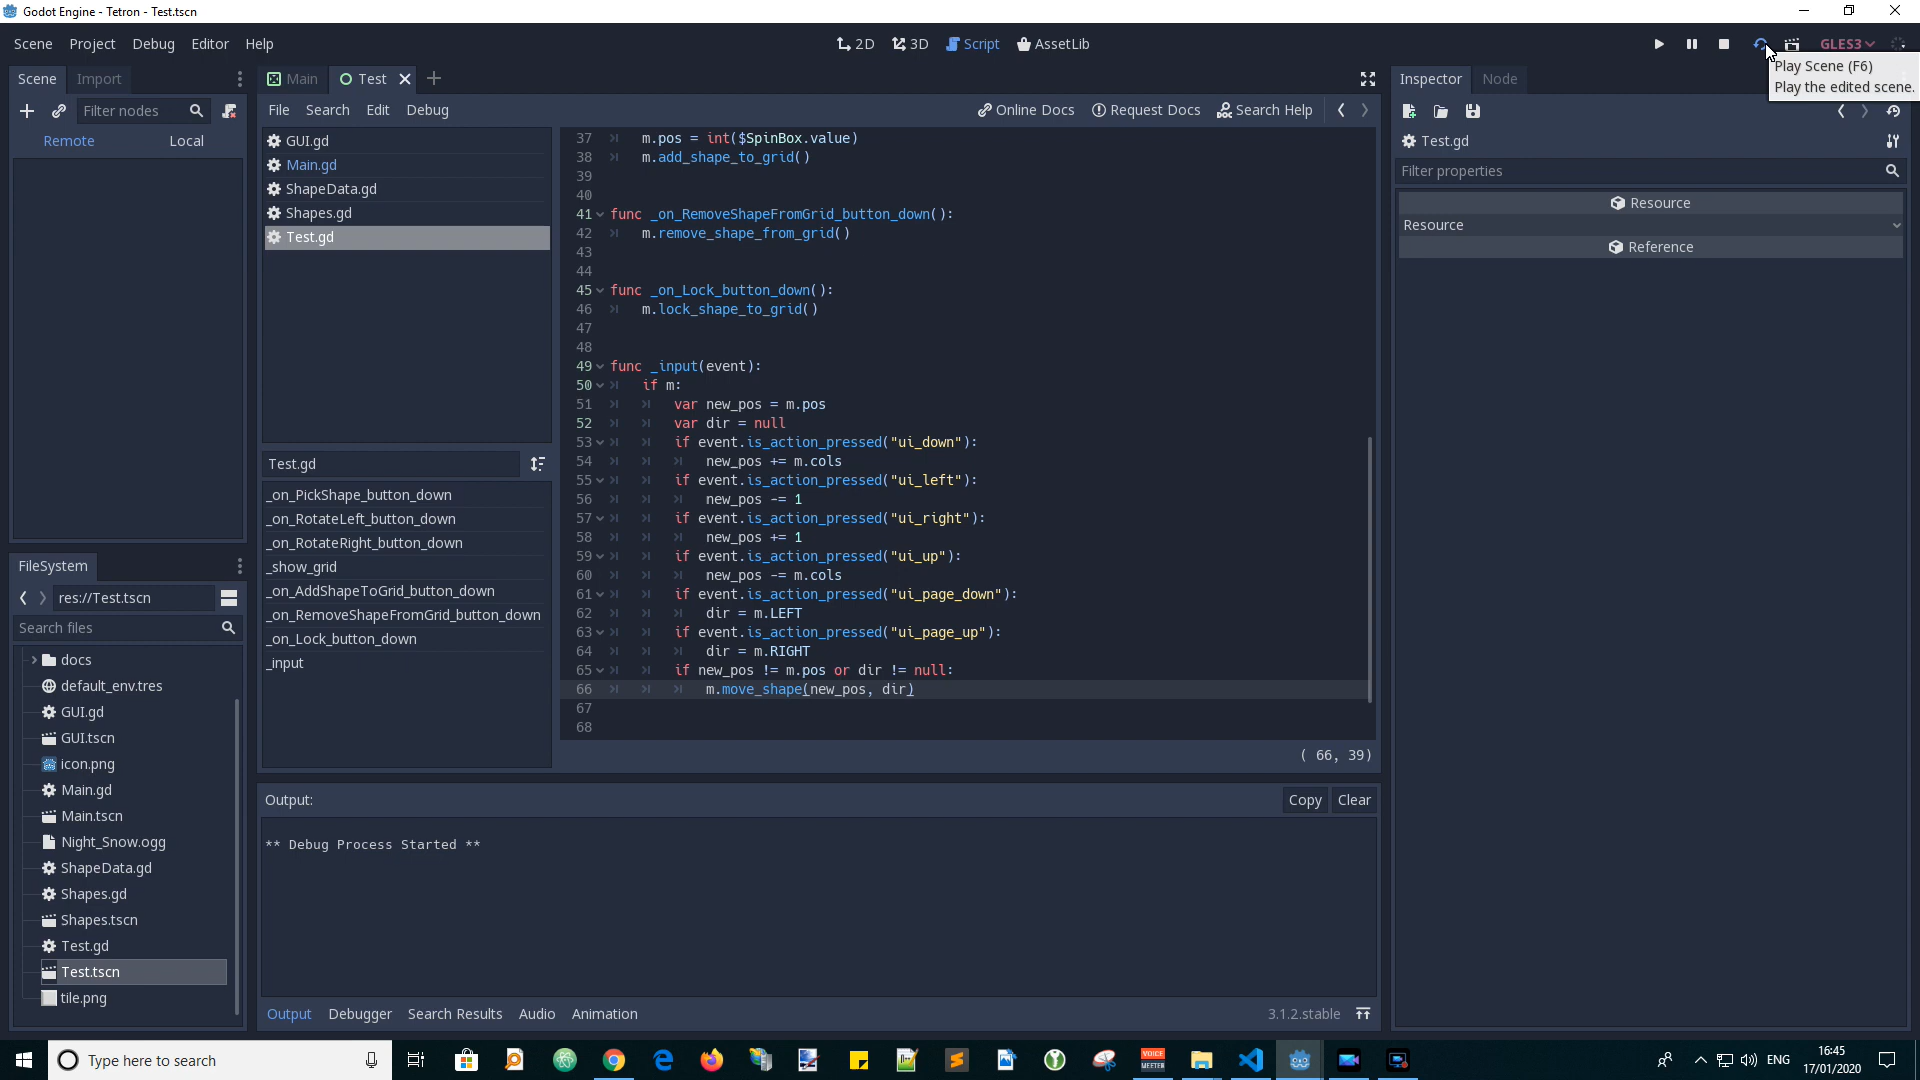 Godot Engine - Tetron - Test.tscn
Scene Project Debug Editor Help
2D 3D Script AssetLib
GLES3
Play Scene (F6)
Play the edited scene.
Scene Import
Main Test
Inspector Node
Filter nodes
File Search Edit Debug
Online Docs Request Docs Search Help
Remote Local
Test.gd
Filter properties
Resource
Resource
Reference
GUI.gd
Main.gd
ShapeData.gd
Shapes.gd
Test.gd
Test.gd
_on_PickShape_button_down
_on_RotateLeft_button_down
_on_RotateRight_button_down
_show_grid
_on_AddShapeToGrid_button_down
_on_RemoveShapeFromGrid_button_down
_on_Lock_button_down
_input
37 m.pos = int($SpinBox.value)
38 m.add_shape_to_grid()
39
40
41 func _on_RemoveShapeFromGrid_button_down():
42 m.remove_shape_from_grid()
43
44
45 func _on_Lock_button_down():
46 m.lock_shape_to_grid()
47
48
49 func _input(event):
50 if m:
51 var new_pos = m.pos
52 var dir = null
53 if event.is_action_pressed("ui_down"):
54 new_pos += m.cols
55 if event.is_action_pressed("ui_left"):
56 new_pos -= 1
57 if event.is_action_pressed("ui_right"):
58 new_pos += 1
59 if event.is_action_pressed("ui_up"):
60 new_pos -= m.cols
61 if event.is_action_pressed("ui_page_down"):
62 dir = m.LEFT
63 if event.is_action_pressed("ui_page_up"):
64 dir = m.RIGHT
65 if new_pos != m.pos or dir != null:
66 m.move_shape(new_pos, dir)
67
68
( 66, 39)
FileSystem
res://Test.tscn
Search files
docs
default_env.tres
GUI.gd
GUI.tscn
icon.png
Main.gd
Main.tscn
Night_Snow.ogg
ShapeData.gd
Shapes.gd
Shapes.tscn
Test.gd
Test.tscn
tile.png
Output:
Copy Clear
** Debug Process Started **
Output Debugger Search Results Audio Animation
3.1.2.stable
Type here to search
VOICE
MEETER
ENG
16:45
17/01/2020